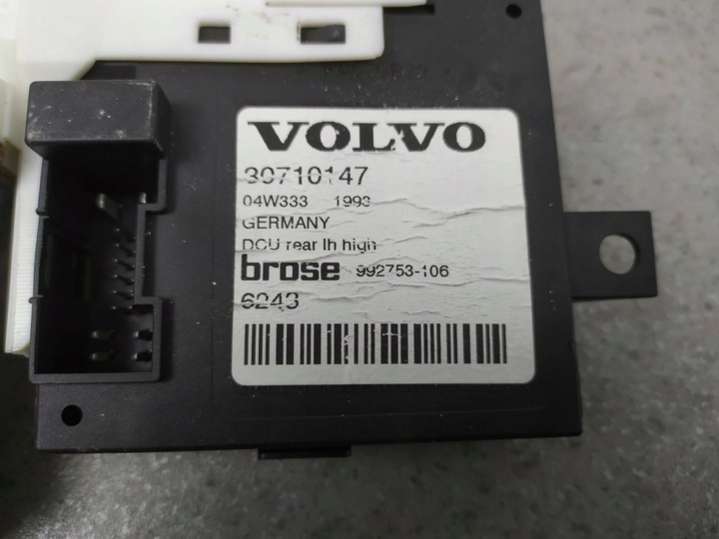 VOLVO
30710147
04W333 1993
GERMANY
DCU rear lh high
brose 992753-106
6243